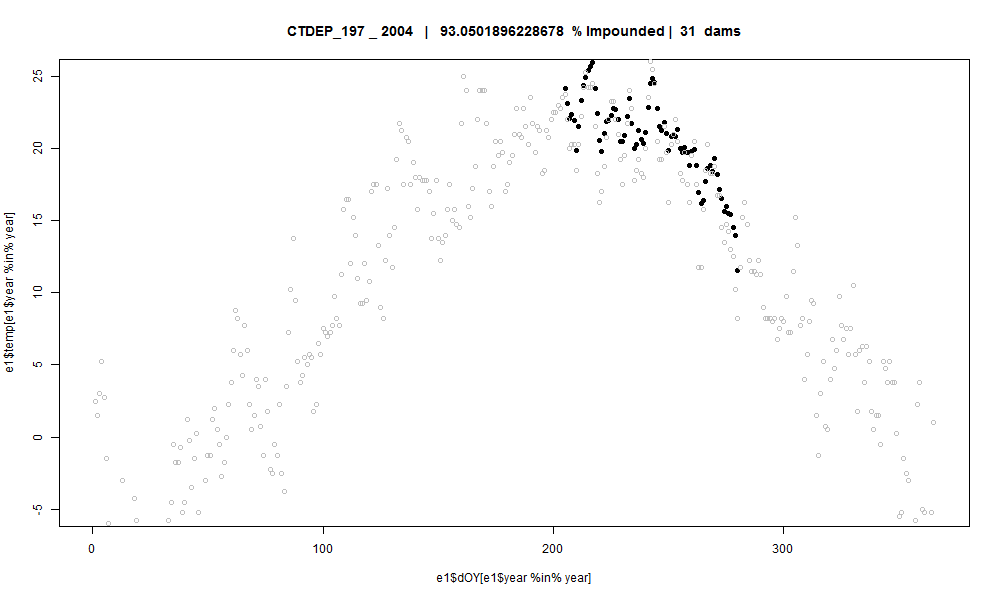 CTDEP_197 _ 2004 | 93.0501896228678 % Impounded | 31 dams
e1$temp[e1$year %in% year]
25
20
15
10
5
0
-5
0 100 200 300
e1$dOY[e1$year %in% year]